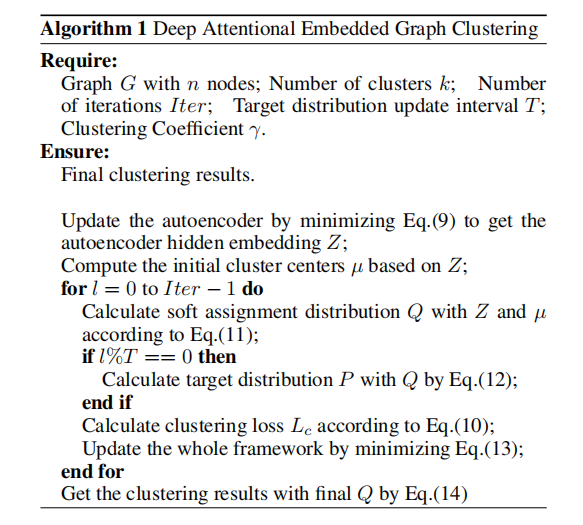 Algorithm 1 Deep Attentional Embedded Graph Clustering
Require:
Graph G with n nodes; Number of clusters k; Number
of iterations Iter; Target distribution update interval T;
Clustering Coefficient γ.
Ensure:
Final clustering results.
Update the autoencoder by minimizing Eq.(9) to get the
autoencoder hidden embedding Z;
Compute the initial cluster centers μ based on Z;
for l = 0 to Iter − 1 do
Calculate soft assignment distribution Q with Z and μ
according to Eq.(11);
if l%T == 0 then
Calculate target distribution P with Q by Eq.(12);
end if
Calculate clustering loss Lc according to Eq.(10);
Update the whole framework by minimizing Eq.(13);
end for
Get the clustering results with final Q by Eq.(14)